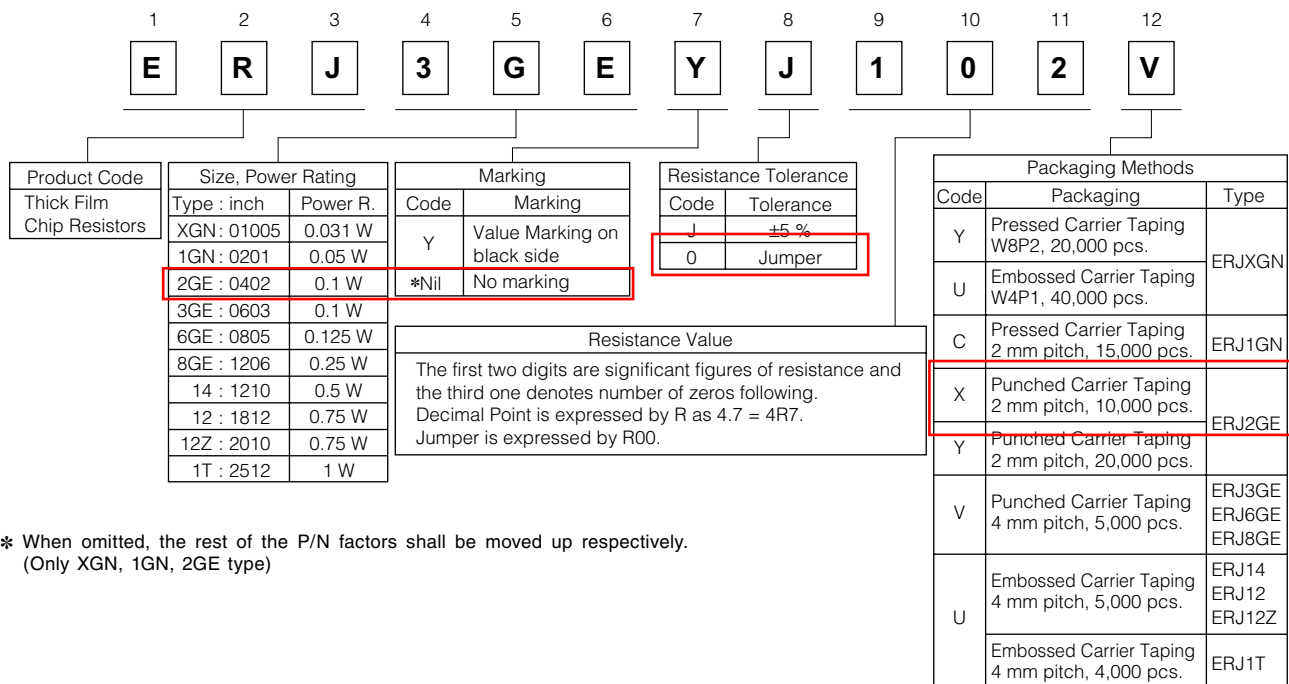 1 2 3 4 5 6 7 8 9 10 11 12
E R J 3 G E Y J 1 0 2 V
Product Code
Thick Film
Chip Resistors
Size, Power Rating
Type : inch Power R.
XGN : 01005 0.031 W
1GN : 0201 0.05 W
2GE : 0402 0.1 W
3GE : 0603 0.1 W
6GE : 0805 0.125 W
8GE : 1206 0.25 W
14 : 1210 0.5 W
12 : 1812 0.75 W
12Z : 2010 0.75 W
1T : 2512 1 W
Marking
Code Marking
Y Value Marking on
black side
*Nil No marking
Resistance Tolerance
Code Tolerance
J ±5 %
0 Jumper
Resistance Value
The first two digits are significant figures of resistance and
the third one denotes number of zeros following.
Decimal Point is expressed by R as 4.7 = 4R7.
Jumper is expressed by R00.
Packaging Methods
Code Packaging Type
Y Pressed Carrier Taping
W8P2, 20,000 pcs.
ERJXGN
U Embossed Carrier Taping
W4P1, 40,000 pcs.
C Pressed Carrier Taping
2 mm pitch, 15,000 pcs. ERJ1GN
X Punched Carrier Taping
2 mm pitch, 10,000 pcs.
ERJ2GE
Y Punched Carrier Taping
2 mm pitch, 20,000 pcs.
V Punched Carrier Taping
4 mm pitch, 5,000 pcs.
ERJ3GE
ERJ6GE
ERJ8GE
U Embossed Carrier Taping
4 mm pitch, 5,000 pcs.
ERJ14
ERJ12
ERJ12Z
Embossed Carrier Taping
4 mm pitch, 4,000 pcs. ERJ1T
* When omitted, the rest of the P/N factors shall be moved up respectively.
(Only XGN, 1GN, 2GE type)